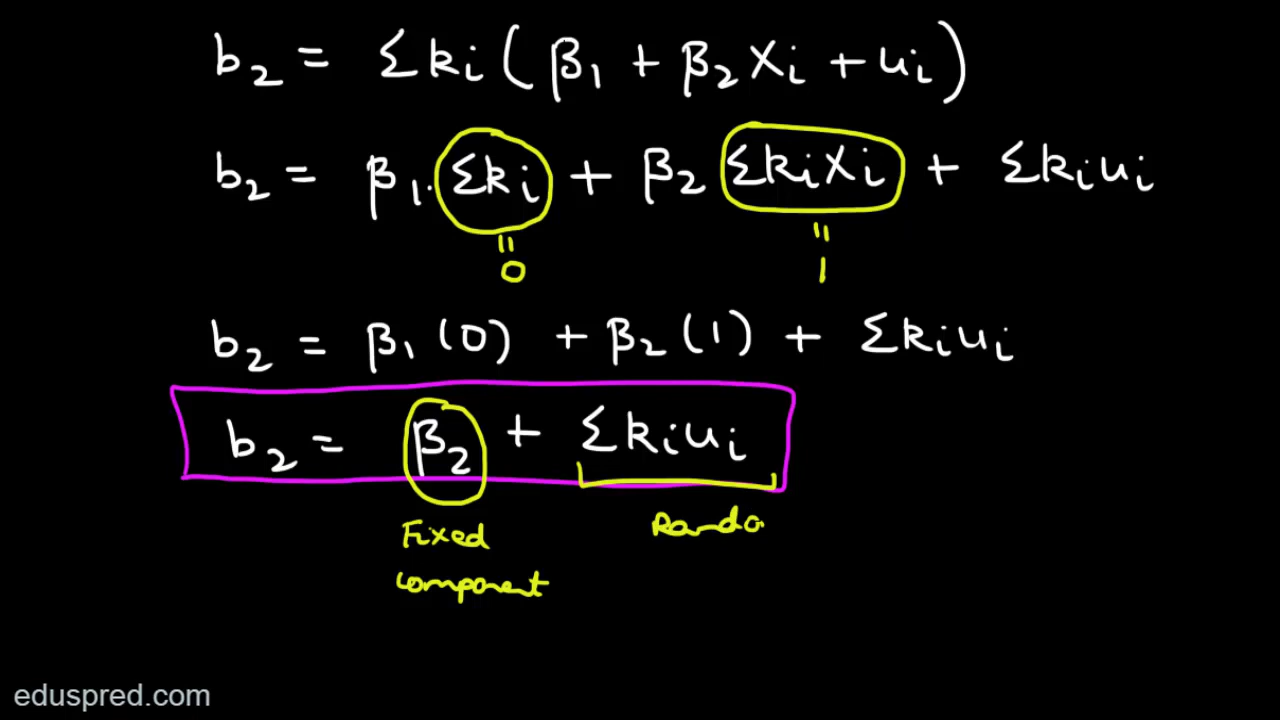 b₂ = Σkᵢ(β₁ + β₂Xᵢ + uᵢ)
b₂ = β₁.Σkᵢ + β₂ ΣkᵢXᵢ + Σkᵢuᵢ
" "
0 1
b₂ = β₁(0) + β₂(1) + Σkᵢuᵢ
b₂ = β₂ + Σkᵢuᵢ
Fixed Rando
component
eduspred.com